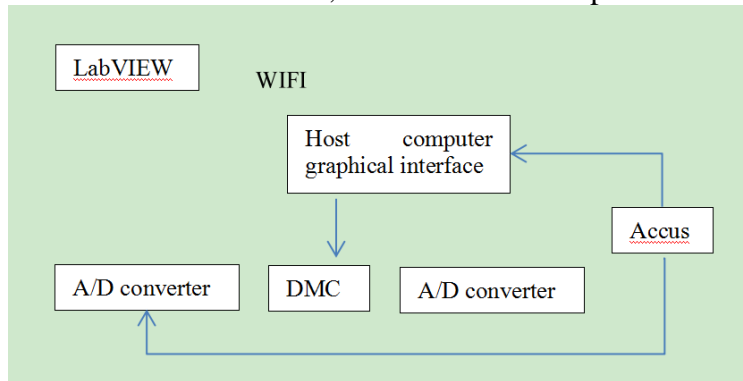 LabVIEW
WIFI
Host computer
graphical interface
Accus
A/D converter
DMC
A/D converter